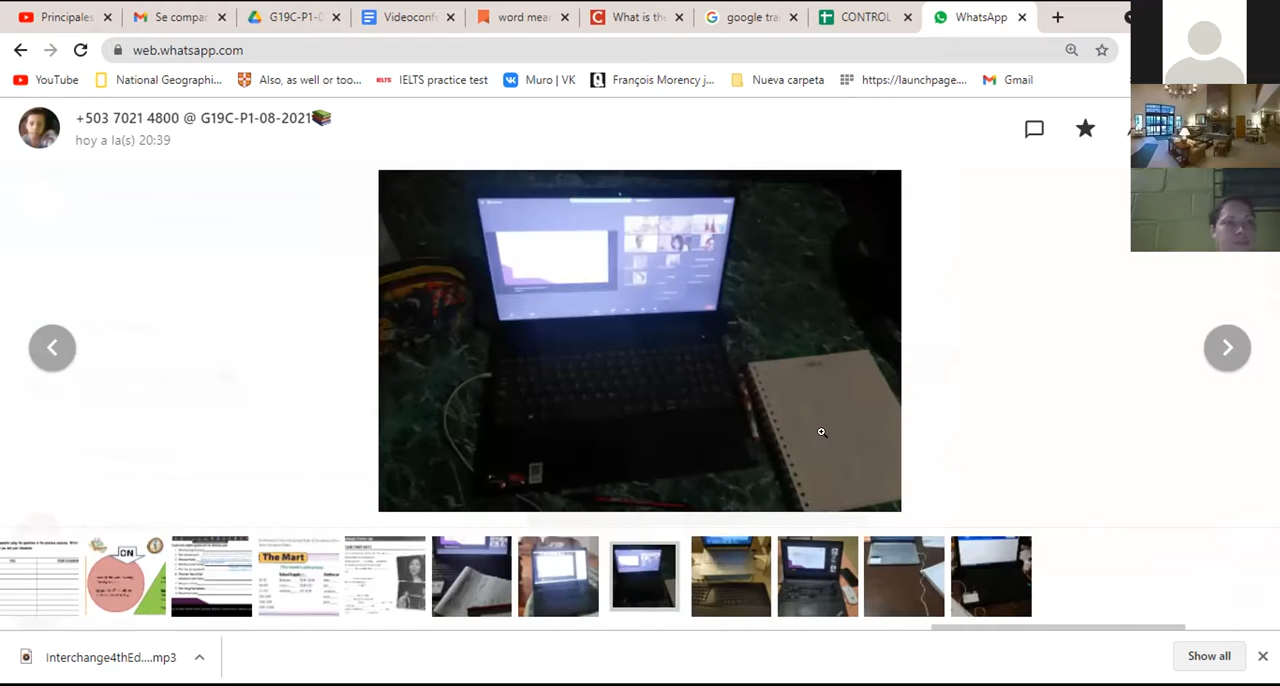 Principales
Se compar
G19C-P1-0
Videoconf
word mea
What is the
google tra
CONTROL
WhatsApp
web.whatsapp.com
YouTube
National Geographi...
Also, as well or too...
IELTS practice test
Muro | VK
François Morency j...
Nueva carpeta
https://launchpage....
Gmail
+503 7021 4800 @ G19C-P1-08-2021
hoy a la(s) 20:39
ON
The Mart
Interchange4thEd....mp3
Show all